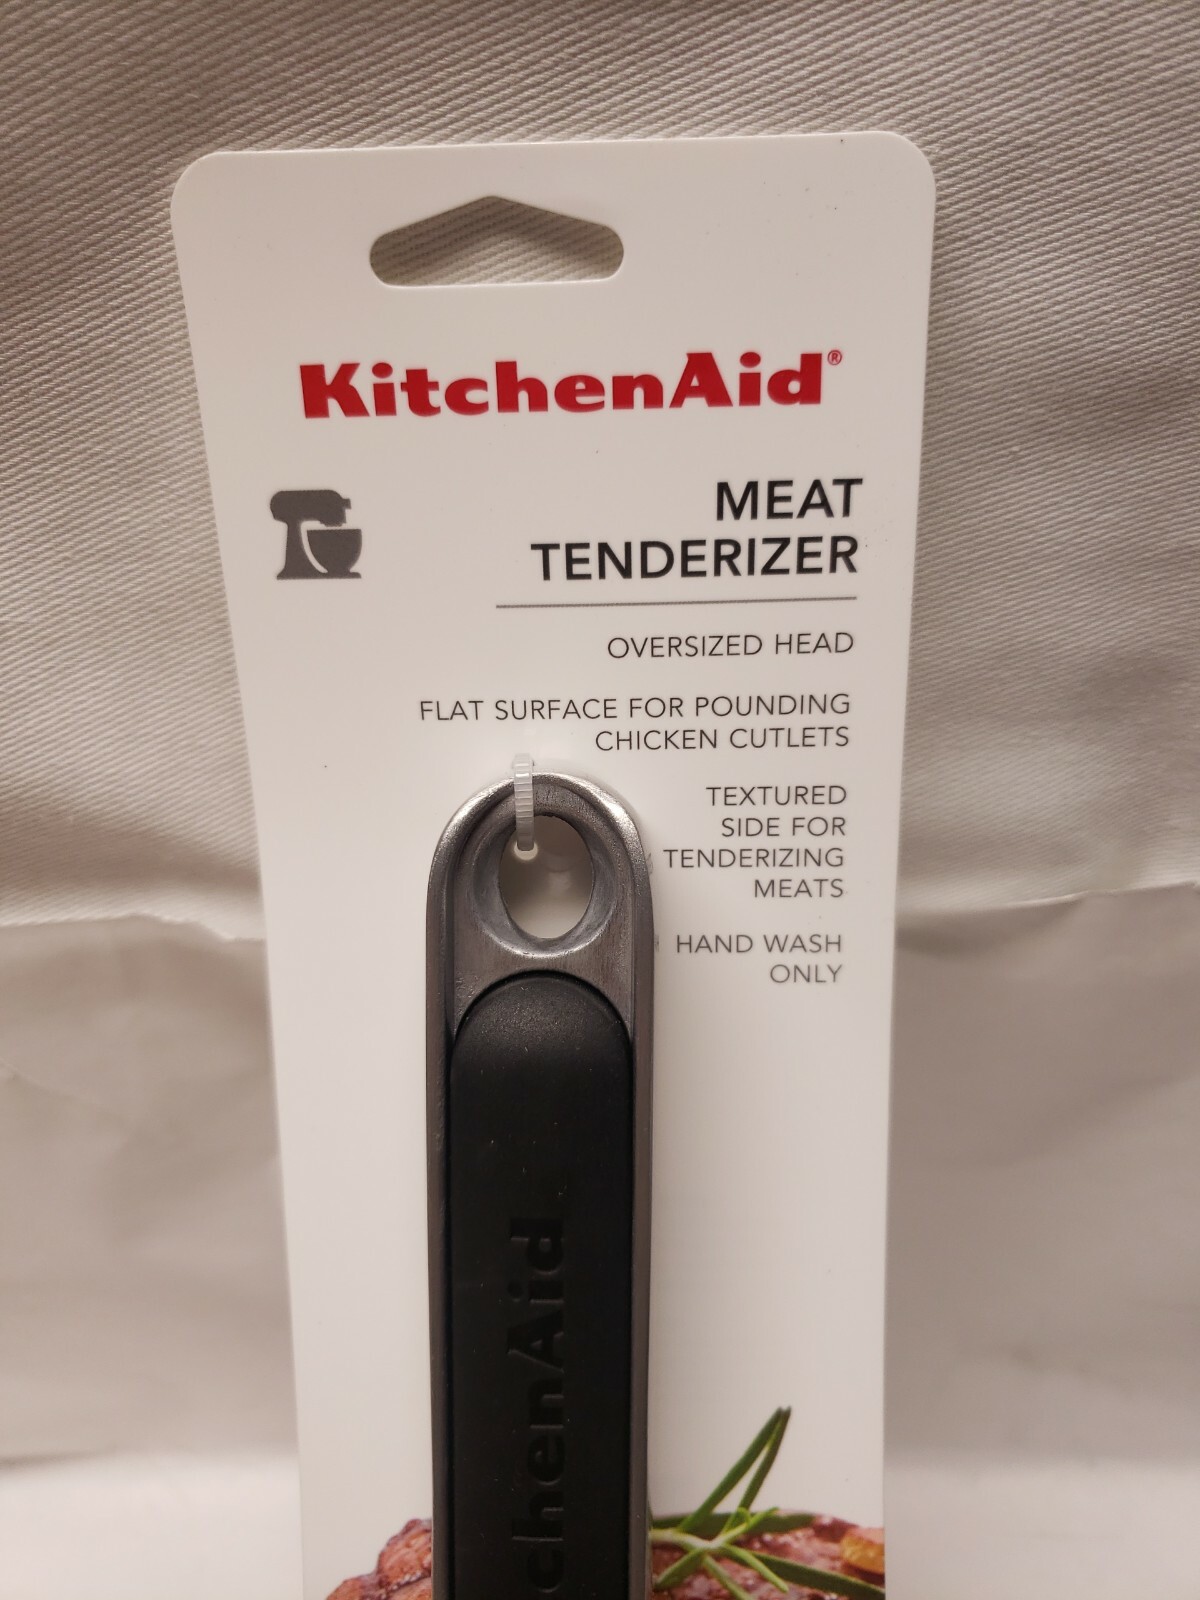 KitchenAid®
MEAT
TENDERIZER
OVERSIZED HEAD
FLAT SURFACE FOR POUNDING
CHICKEN CUTLETS
TEXTURED
SIDE FOR
TENDERIZING
MEATS
HAND WASH
ONLY
chenAid